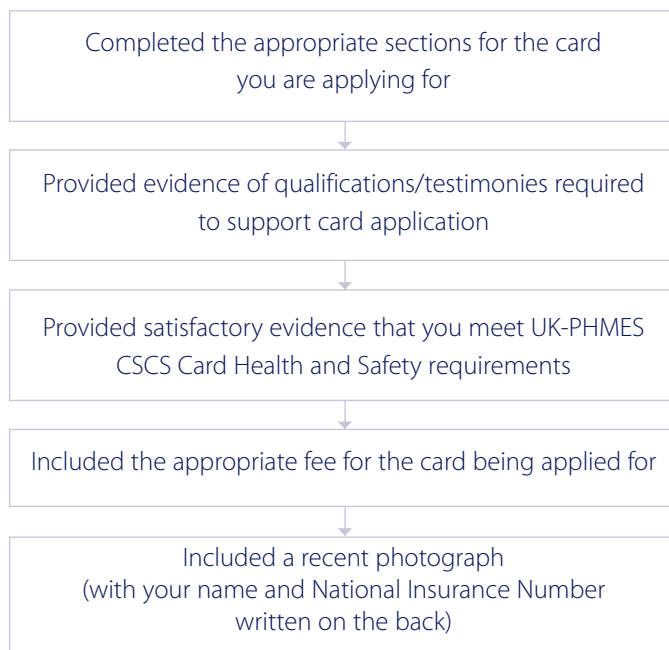 Completed the appropriate sections for the card
you are applying for
Provided evidence of qualifications/testimonies required
to support card application
Provided satisfactory evidence that you meet UK-PHMES
CSCS Card Health and Safety requirements
Included the appropriate fee for the card being applied for
Included a recent photograph
(with your name and National Insurance Number
written on the back)